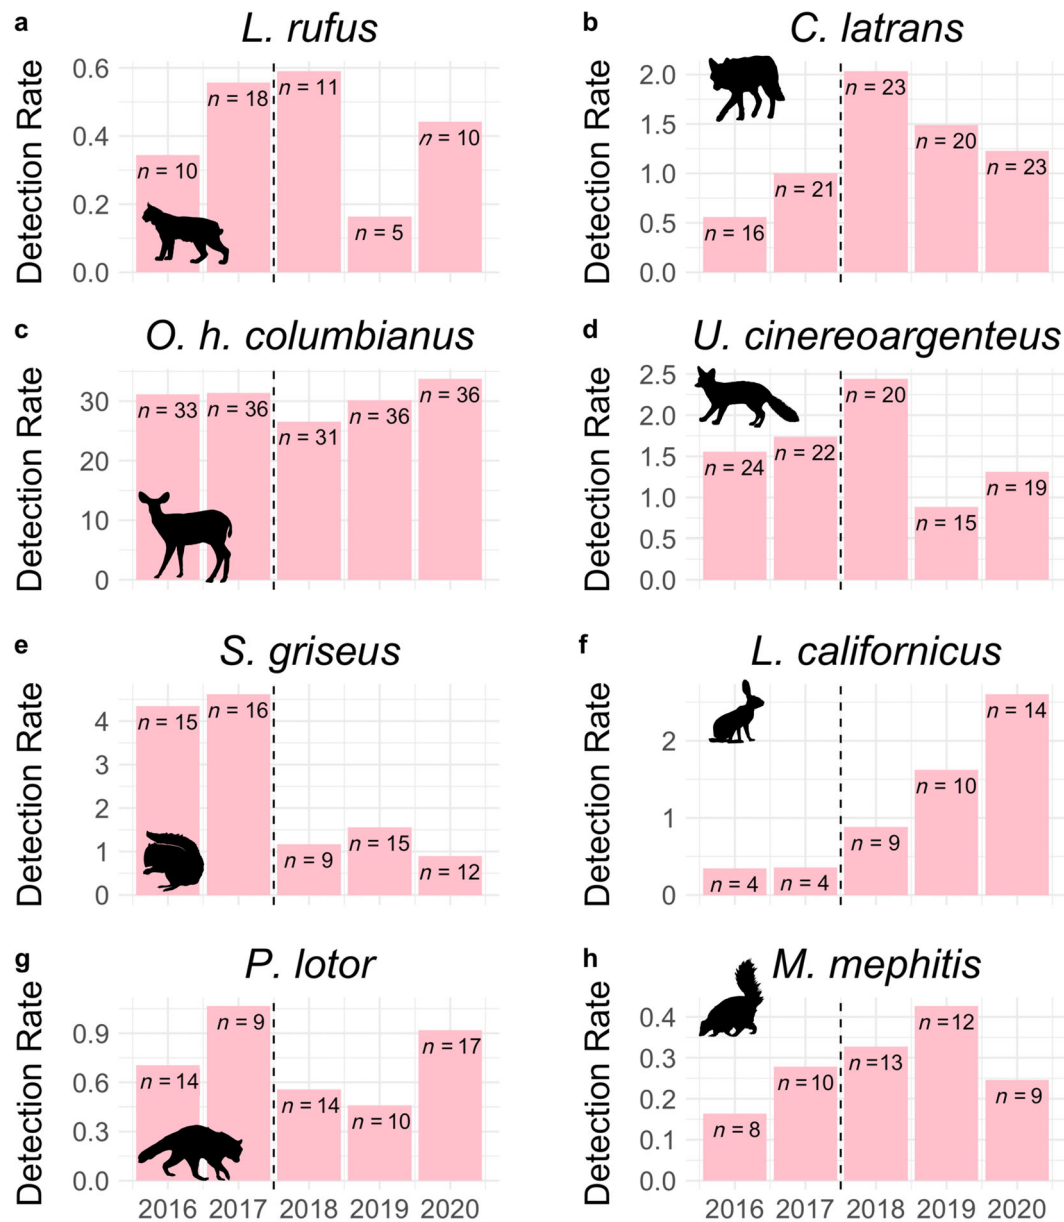 a L. rufus
Detection Rate
0.6
0.4
0.2
0.0
n = 10
n = 18
n = 11
n = 5
n = 10
b C. latrans
Detection Rate
2.0
1.5
1.0
0.5
0.0
n = 16
n = 21
n = 23
n = 20
n = 23
c O. h. columbianus
Detection Rate
30
20
10
0
n = 33
n = 36
n = 31
n = 36
n = 36
d U. cinereoargenteus
Detection Rate
2.5
2.0
1.5
1.0
0.5
0.0
n = 24
n = 22
n = 20
n = 15
n = 19
e S. griseus
Detection Rate
4
3
2
1
0
n = 15
n = 16
n = 9
n = 15
n = 12
f L. californicus
Detection Rate
2
1
0
n = 4
n = 4
n = 9
n = 10
n = 14
g P. lotor
Detection Rate
0.9
0.6
0.3
0.0
n = 14
n = 9
n = 14
n = 10
n = 17
2016 2017 2018 2019 2020
h M. mephitis
Detection Rate
0.4
0.3
0.2
0.1
0.0
n = 8
n = 10
n =13
n =12
n = 9
2016 2017 2018 2019 2020